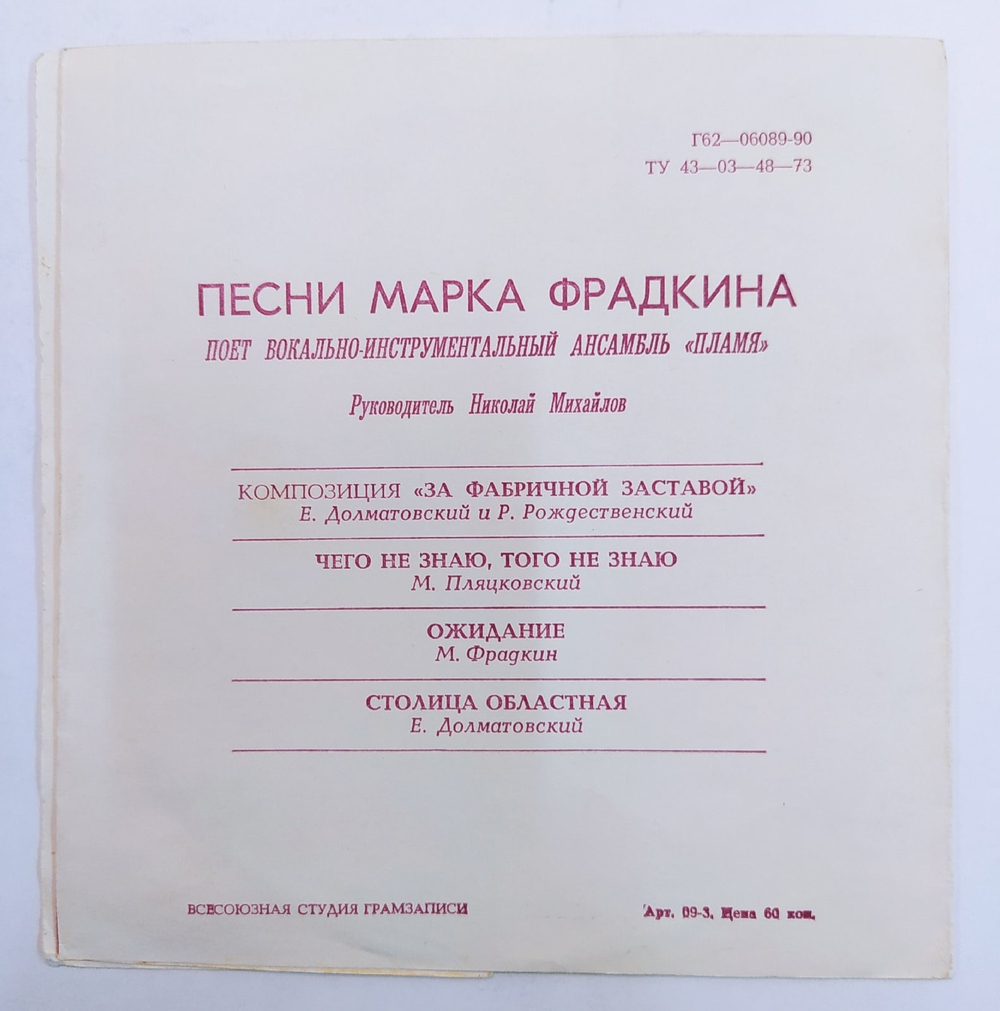 Г62—06089-90
ТУ 43—03—48—73
ПЕСНИ МАРКА ФРАДКИНА
ПОЕТ ВОКАЛЬНО-ИНСТРУМЕНТАЛЬНЫЙ АНСАМБЛЬ «ПЛАМЯ»
Руководитель Николай Михайлов
КОМПОЗИЦИЯ «ЗА ФАБРИЧНОЙ ЗАСТАВОЙ»
Е. Долматовский и Р. Рождественский
ЧЕГО НЕ ЗНАЮ, ТОГО НЕ ЗНАЮ
М. Пляцковский
ОЖИДАНИЕ
М. Фрадкин
СТОЛИЦА ОБЛАСТНАЯ
Е. Долматовский
ВСЕСОЮЗНАЯ СТУДИЯ ГРАМЗАПИСИ
Арт. 09-3. Цена 60 коп.